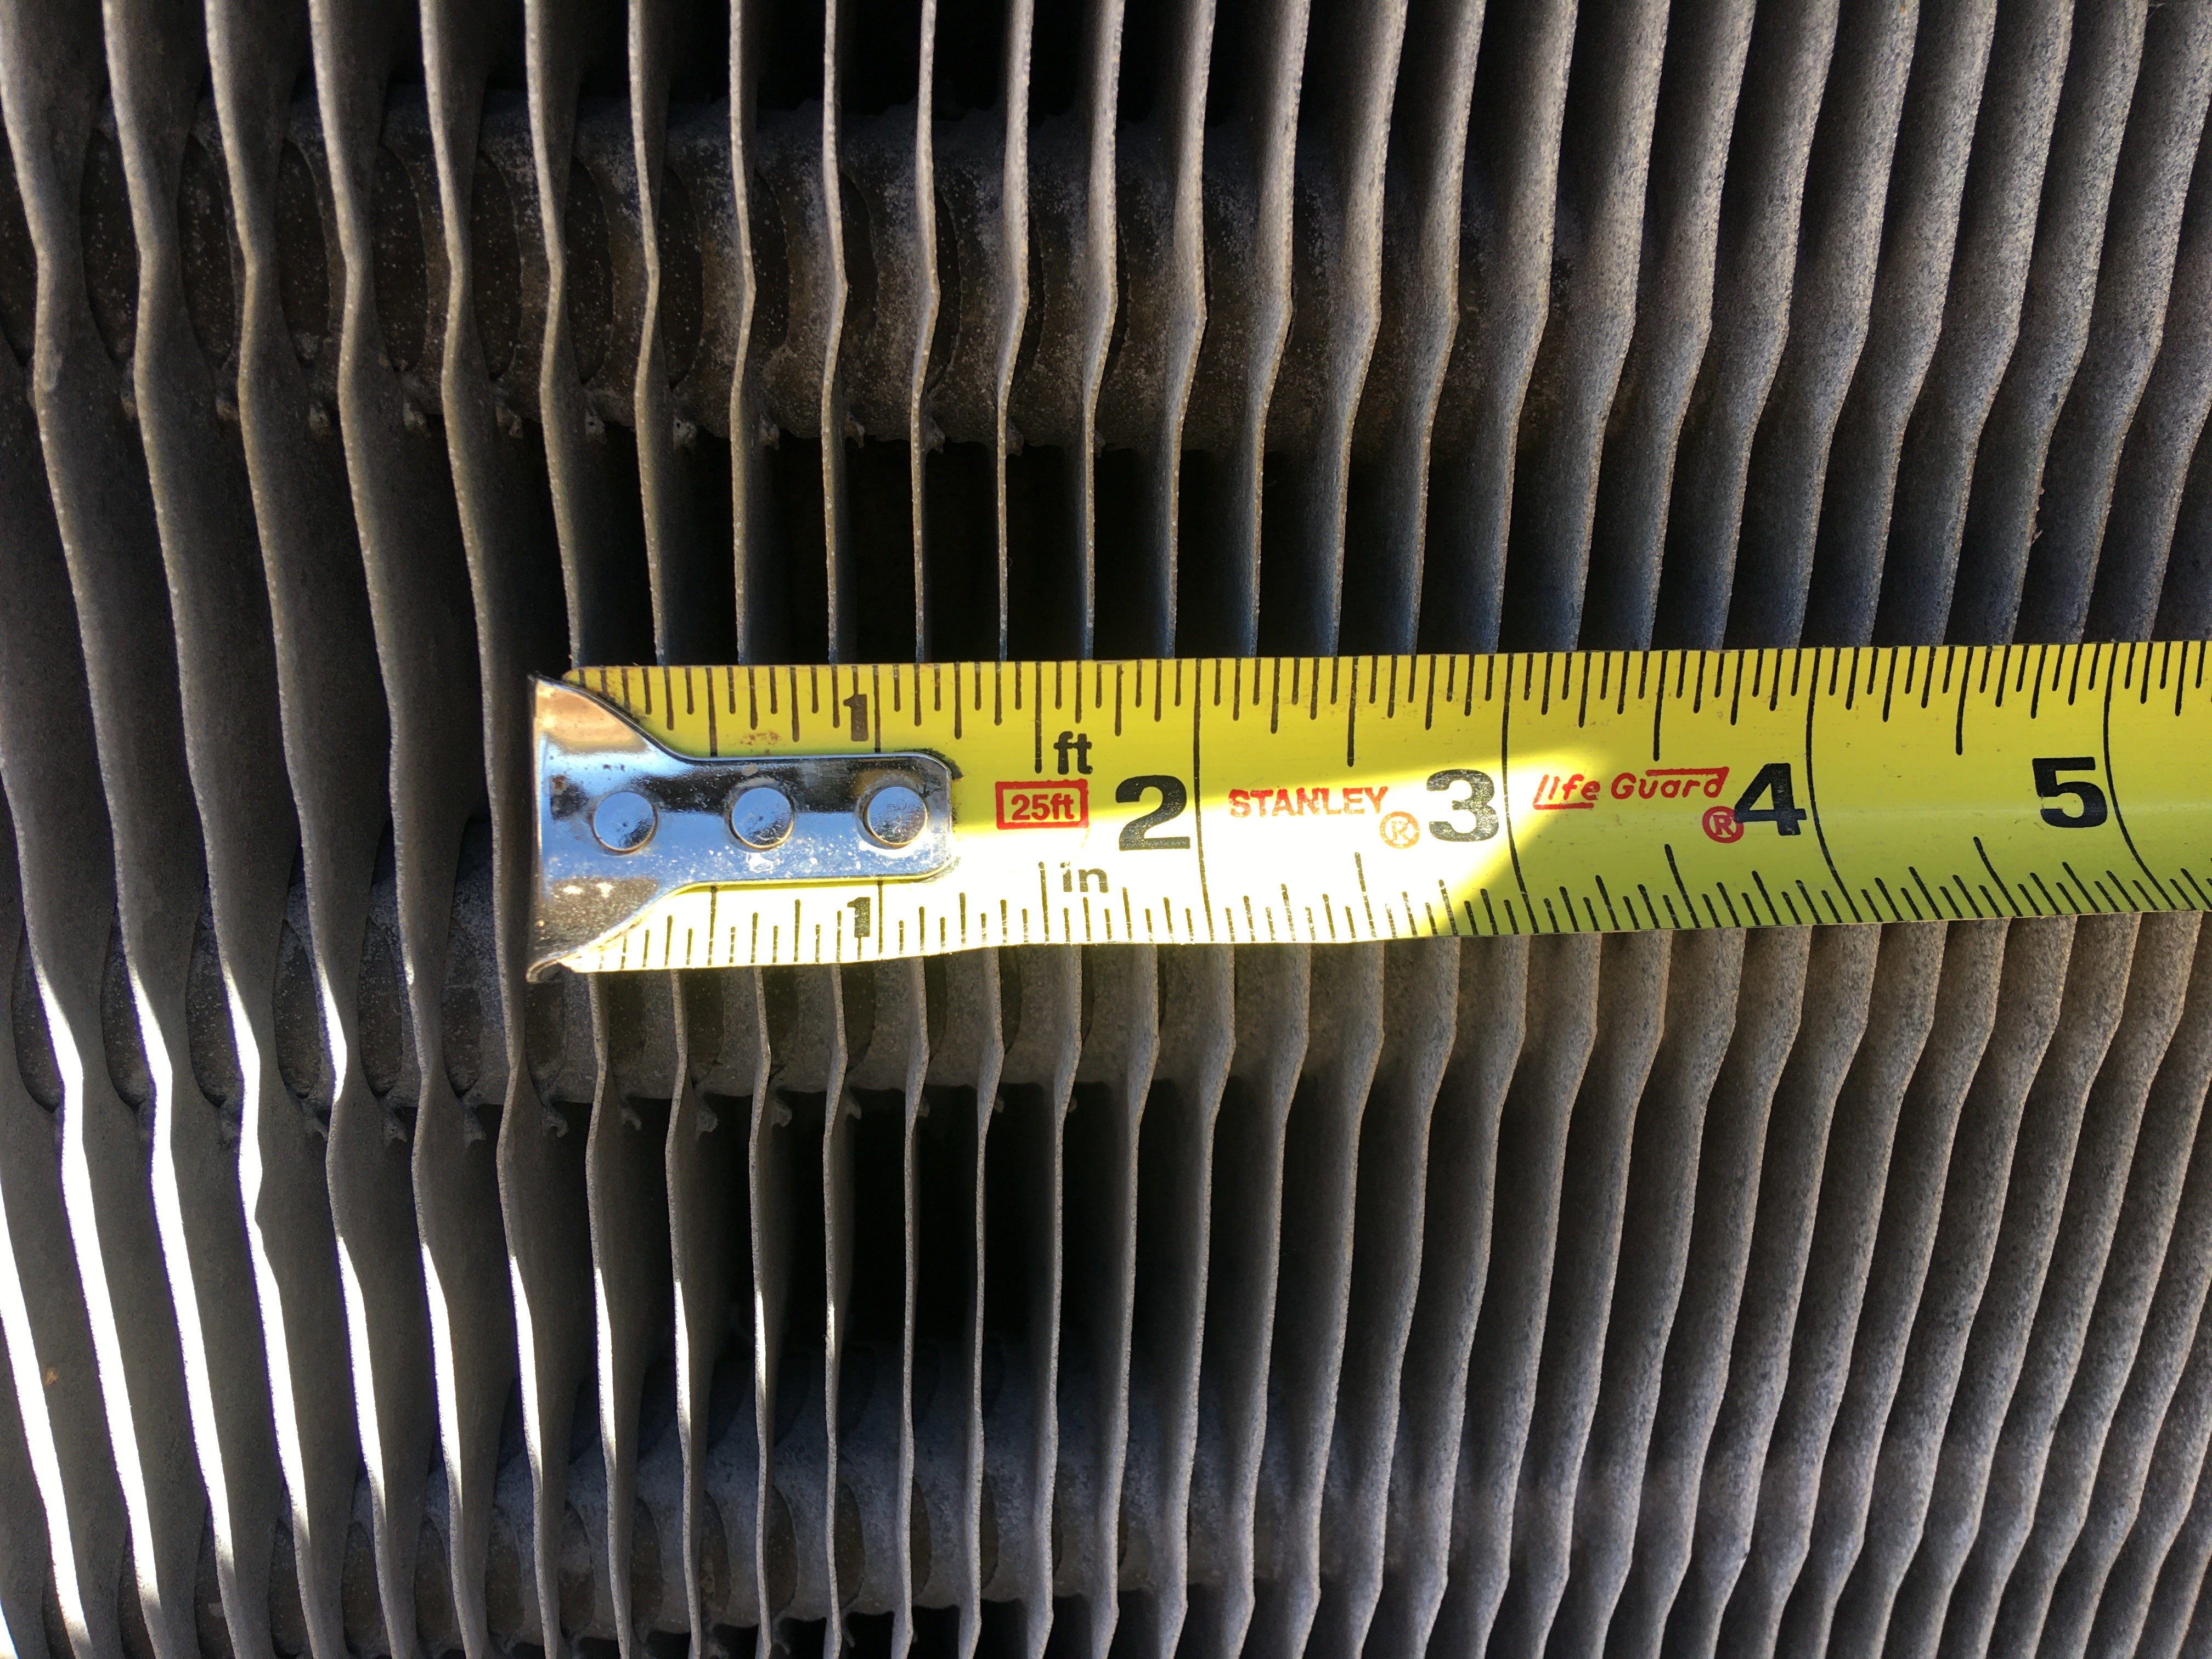 1
ft
25ft 2 STANLEY® 3 Life Guard® 4 5
in
1